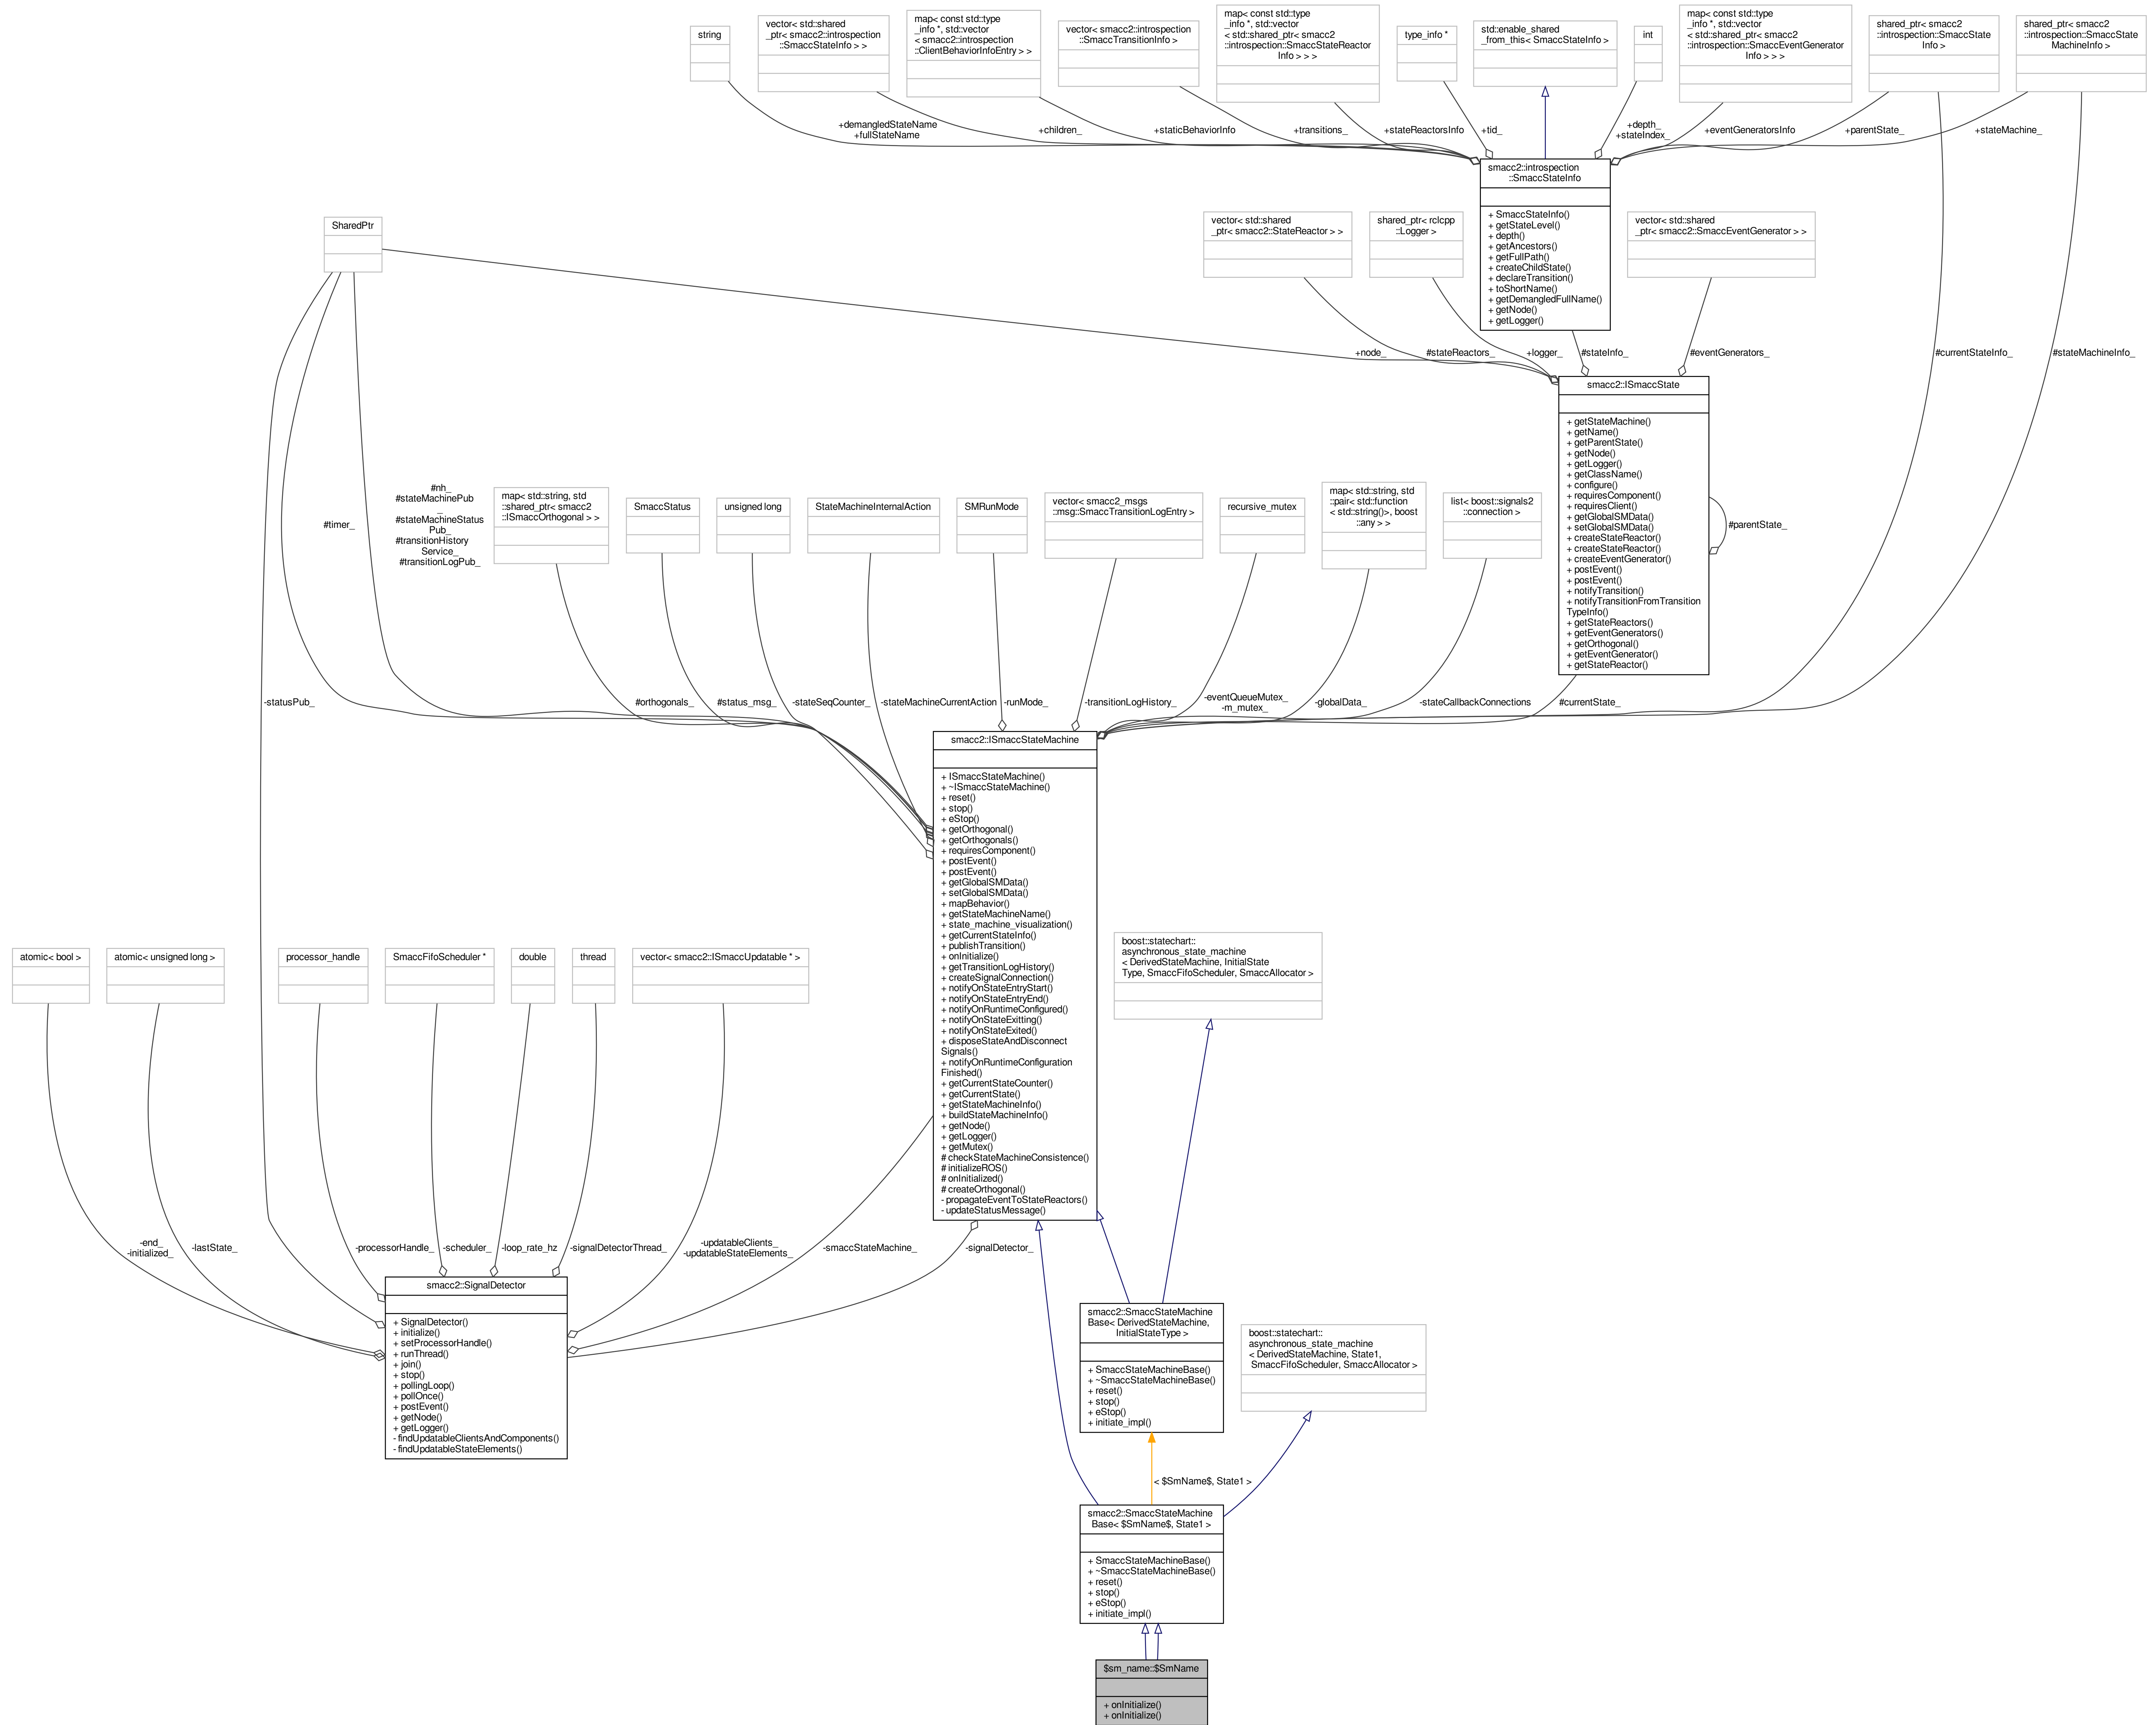 string
vector< std::shared
_ptr< smacc2::introspection
::SmaccStateInfo > >
map< const std::type
_info *, std::vector
< smacc2::introspection
::ClientBehaviorInfoEntry > >
vector< smacc2::introspection
::SmaccTransitionInfo >
map< const std::type
_info *, std::vector
< std::shared_ptr< smacc2
::introspection::SmaccStateReactor
Info > > >
type_info *
std::enable_shared
_from_this< SmaccStateInfo >
int
map< const std::type
_info *, std::vector
< std::shared_ptr< smacc2
::introspection::SmaccEventGenerator
Info > > >
shared_ptr< smacc2
::introspection::SmaccState
Info >
shared_ptr< smacc2
::introspection::SmaccState
MachineInfo >
+demangledStateName
+fullStateName
+children_
+staticBehaviorInfo
+transitions_
+stateReactorsInfo
+tid_
+depth_
+stateIndex_
+eventGeneratorsInfo
+parentState_
+stateMachine_
smacc2::introspection
::SmaccStateInfo
+ SmaccStateInfo()
+ getStateLevel()
+ depth()
+ getAncestors()
+ getFullPath()
+ createChildState()
+ declareTransition()
+ toShortName()
+ getDemangledFullName()
+ getNode()
+ getLogger()
SharedPtr
vector< std::shared
_ptr< smacc2::StateReactor > >
shared_ptr< rclcpp
::Logger >
vector< std::shared
_ptr< smacc2::SmaccEventGenerator > >
+node_
#stateReactors_
+logger_
#stateInfo_
#eventGenerators_
#currentStateInfo_
#stateMachineInfo_
smacc2::ISmaccState
+ getStateMachine()
+ getName()
+ getParentState()
+ getNode()
+ getLogger()
+ getClassName()
+ configure()
+ requiresComponent()
+ requiresClient()
+ getGlobalSMData()
+ setGlobalSMData()
+ createStateReactor()
+ createStateReactor()
+ createEventGenerator()
+ postEvent()
+ postEvent()
+ notifyTransition()
+ notifyTransitionFromTransition
TypeInfo()
+ getStateReactors()
+ getEventGenerators()
+ getOrthogonal()
+ getEventGenerator()
+ getStateReactor()
#parentState_
#timer_
#nh_
#stateMachinePub
_
#stateMachineStatus
Pub_
#transitionHistory
Service_
#transitionLogPub_
map< std::string, std
::shared_ptr< smacc2
::ISmaccOrthogonal > >
SmaccStatus
unsigned long
StateMachineInternalAction
SMRunMode
vector< smacc2_msgs
::msg::SmaccTransitionLogEntry >
recursive_mutex
map< std::string, std
::pair< std::function
< std::string()>, boost
::any > >
list< boost::signals2
::connection >
-statusPub_
#orthogonals_
#status_msg_
-stateSeqCounter_
-stateMachineCurrentAction
-runMode_
-transitionLogHistory_
-eventQueueMutex_
-m_mutex_
-globalData_
-stateCallbackConnections
#currentState_
smacc2::ISmaccStateMachine
+ ISmaccStateMachine()
+ ~ISmaccStateMachine()
+ reset()
+ stop()
+ eStop()
+ getOrthogonal()
+ getOrthogonals()
+ requiresComponent()
+ postEvent()
+ postEvent()
+ getGlobalSMData()
+ setGlobalSMData()
+ mapBehavior()
+ getStateMachineName()
+ state_machine_visualization()
+ getCurrentStateInfo()
+ publishTransition()
+ onInitialize()
+ getTransitionLogHistory()
+ createSignalConnection()
+ notifyOnStateEntryStart()
+ notifyOnStateEntryEnd()
+ notifyOnRuntimeConfigured()
+ notifyOnStateExitting()
+ notifyOnStateExited()
+ disposeStateAndDisconnect
Signals()
+ notifyOnRuntimeConfiguration
Finished()
+ getCurrentStateCounter()
+ getCurrentState()
+ getStateMachineInfo()
+ buildStateMachineInfo()
+ getNode()
+ getLogger()
+ getMutex()
# checkStateMachineConsistence()
# initializeROS()
# onInitialized()
# createOrthogonal()
- propagateEventToStateReactors()
- updateStatusMessage()
atomic< bool >
atomic< unsigned long >
processor_handle
SmaccFifoScheduler *
double
thread
vector< smacc2::ISmaccUpdatable * >
boost::statechart::
asynchronous_state_machine
< DerivedStateMachine, InitialState
Type, SmaccFifoScheduler, SmaccAllocator >
-end_
-initialized_
-lastState_
-processorHandle_
-scheduler_
-loop_rate_hz
-signalDetectorThread_
-updatableClients_
-updatableStateElements_
-smaccStateMachine_
-signalDetector_
smacc2::SignalDetector
+ SignalDetector()
+ initialize()
+ setProcessorHandle()
+ runThread()
+ join()
+ stop()
+ pollingLoop()
+ pollOnce()
+ postEvent()
+ getNode()
+ getLogger()
- findUpdatableClientsAndComponents()
- findUpdatableStateElements()
smacc2::SmaccStateMachine
Base< DerivedStateMachine,
InitialStateType >
+ SmaccStateMachineBase()
+ ~SmaccStateMachineBase()
+ reset()
+ stop()
+ eStop()
+ initiate_impl()
boost::statechart::
asynchronous_state_machine
< DerivedStateMachine, State1,
SmaccFifoScheduler, SmaccAllocator >
< $SmName$, State1 >
smacc2::SmaccStateMachine
Base< $SmName$, State1 >
+ SmaccStateMachineBase()
+ ~SmaccStateMachineBase()
+ reset()
+ stop()
+ eStop()
+ initiate_impl()
$sm_name::$SmName
+ onInitialize()
+ onInitialize()